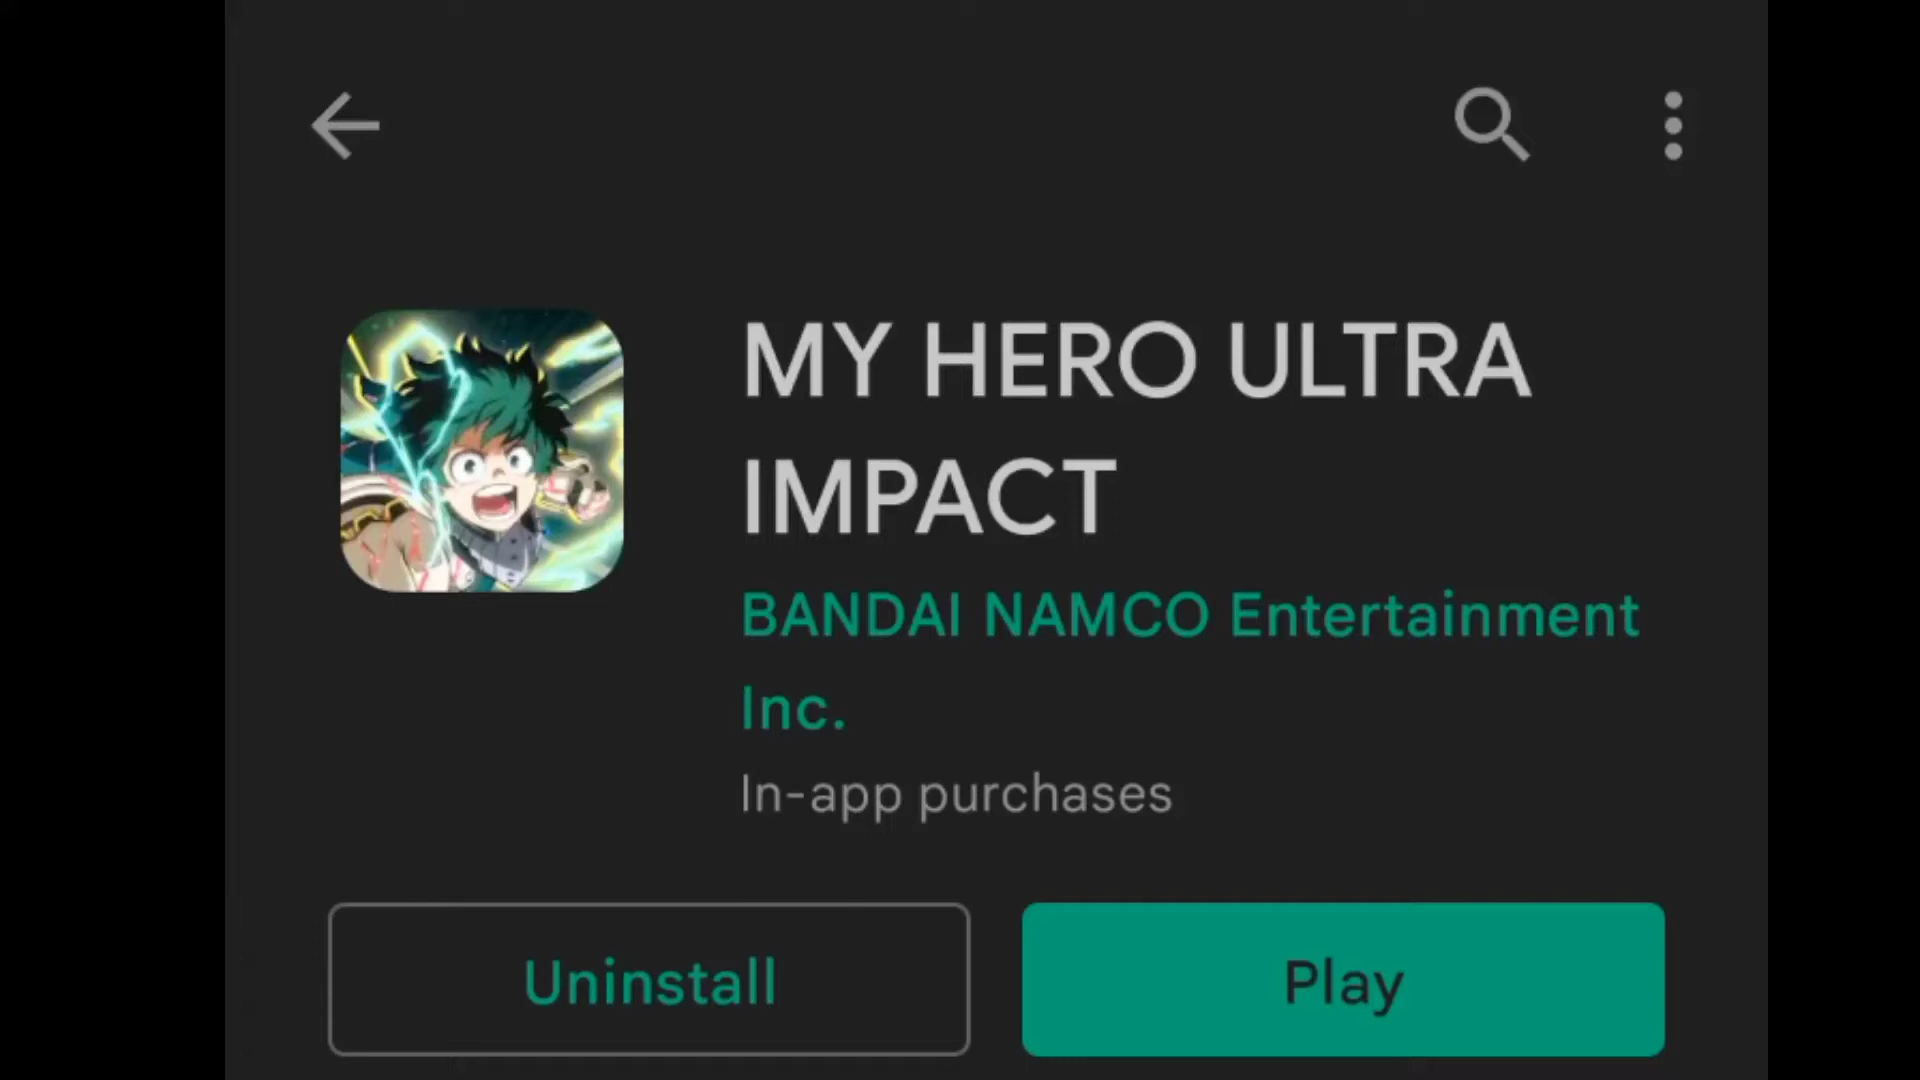 MY HERO ULTRA
IMPACT
BANDAI NAMCO Entertainment
Inc.
In-app purchases
Uninstall
Play